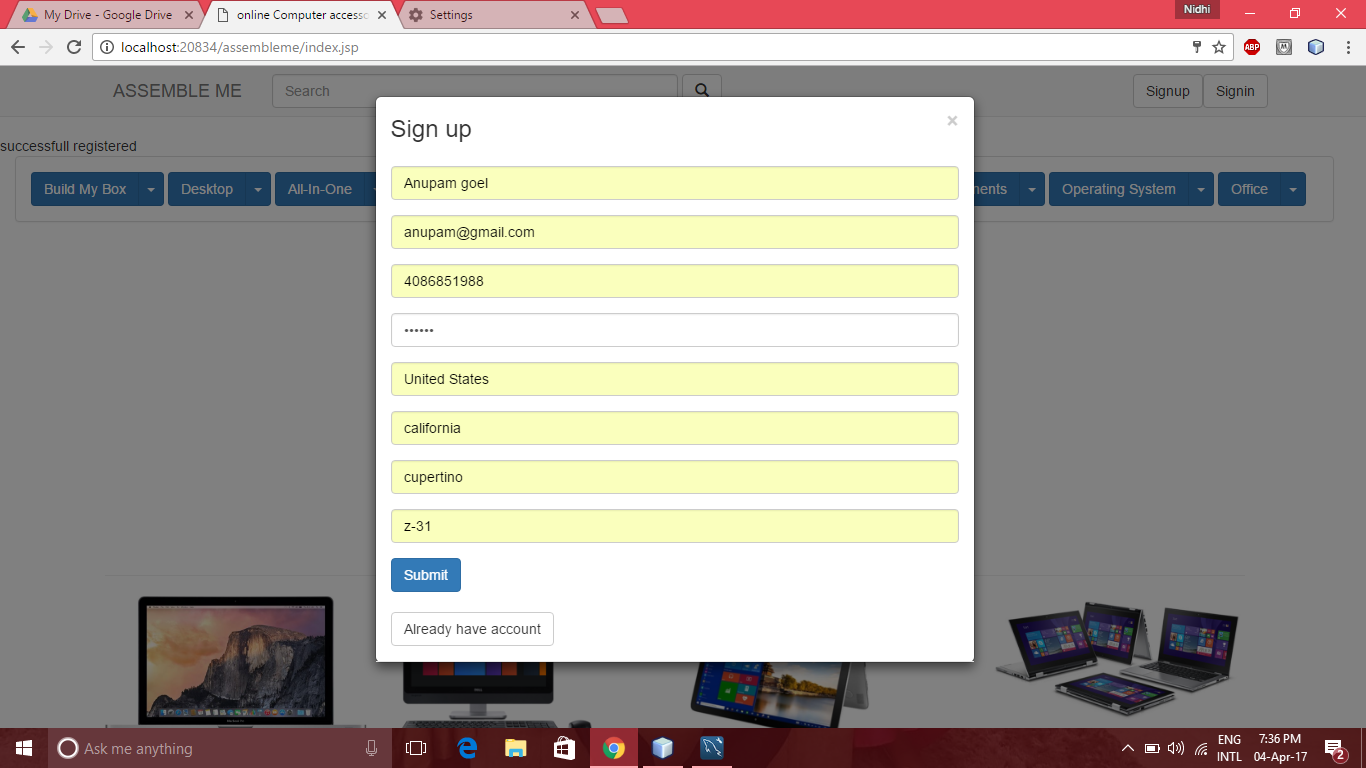 Nidhi
My Drive - Google Drive
online Computer access
Settings
localhost:20834/assembleme/index.jsp
ABP
ASSEMBLE ME
Search
Signup
Signin
successfull registered
Sign up
×
Build My Box
Desktop
All-In-One
Operating System
Office
Anupam goel
anupam@gmail.com
4086851988
••••••
United States
california
cupertino
z-31
Submit
Already have account
Ask me anything
ENG
INTL
7:36 PM
04-Apr-17
2